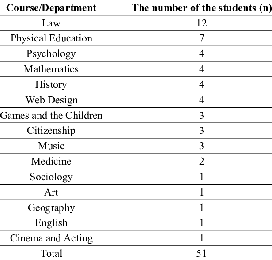 Course/Department The number of the students (n)
Law 12
Physical Education 7
Psychology 4
Mathematics 4
History 4
Web Design 4
Games and the Children 3
Citizenship 3
Music 3
Medicine 2
Sociology 1
Art 1
Geography 1
English 1
Cinema and Acting 1
Total 51